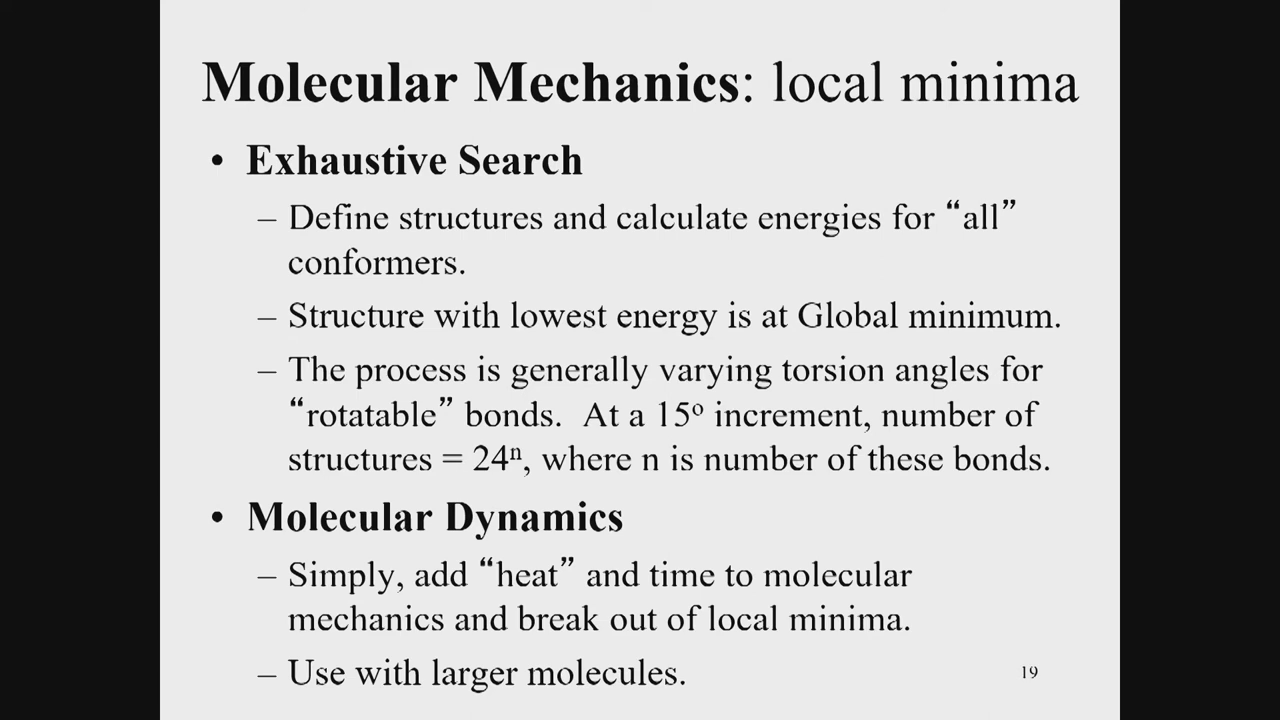 Molecular Mechanics: local minima
• Exhaustive Search
– Define structures and calculate energies for “all”
conformers.
– Structure with lowest energy is at Global minimum.
– The process is generally varying torsion angles for
“rotatable” bonds. At a 15º increment, number of
structures = 24ⁿ, where n is number of these bonds.
• Molecular Dynamics
– Simply, add “heat” and time to molecular
mechanics and break out of local minima.
– Use with larger molecules.
19